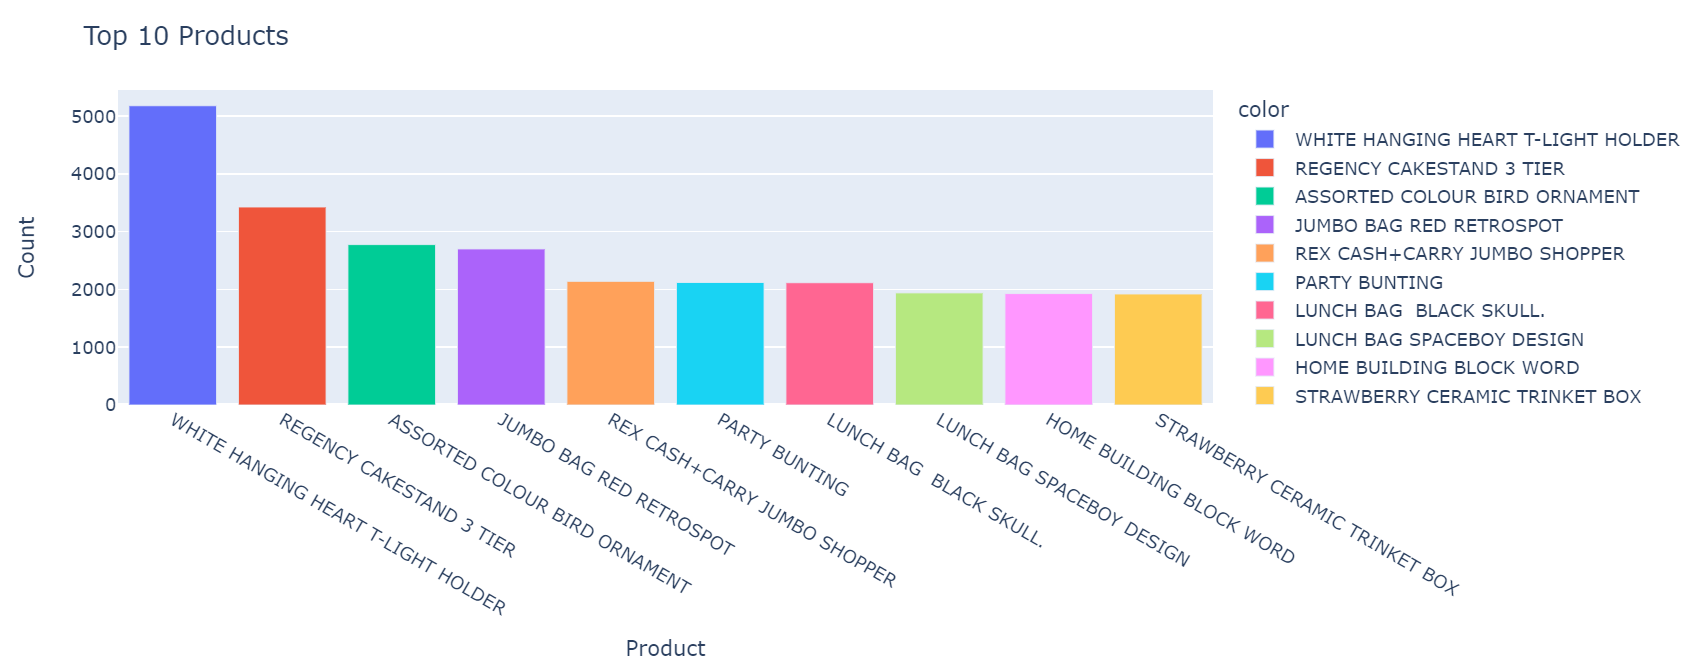 Top 10 Products
Count
5000
4000
3000
2000
1000
0
WHITE HANGING HEART T-LIGHT HOLDER
REGENCY CAKESTAND 3 TIER
ASSORTED COLOUR BIRD ORNAMENT
JUMBO BAG RED RETROSPOT
REX CASH+CARRY JUMBO SHOPPER
PARTY BUNTING
LUNCH BAG  BLACK SKULL.
LUNCH BAG SPACEBOY DESIGN
HOME BUILDING BLOCK WORD
STRAWBERRY CERAMIC TRINKET BOX
Product
color
WHITE HANGING HEART T-LIGHT HOLDER
REGENCY CAKESTAND 3 TIER
ASSORTED COLOUR BIRD ORNAMENT
JUMBO BAG RED RETROSPOT
REX CASH+CARRY JUMBO SHOPPER
PARTY BUNTING
LUNCH BAG  BLACK SKULL.
LUNCH BAG SPACEBOY DESIGN
HOME BUILDING BLOCK WORD
STRAWBERRY CERAMIC TRINKET BOX